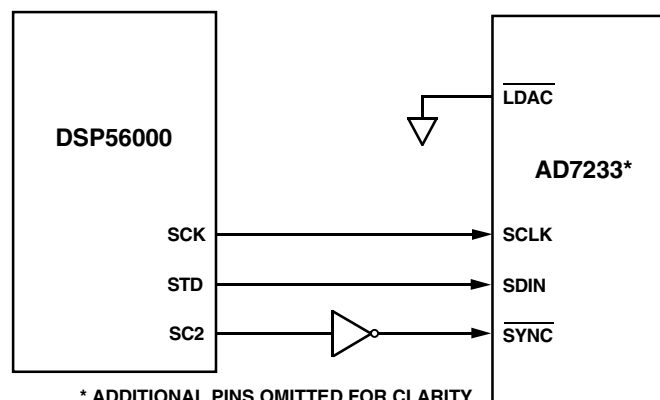 LDAC
DSP56000
AD7233*
SCK
SCLK
STD
SDIN
SC2
SYNC
* ADDITIONAL PINS OMITTED FOR CLARITY